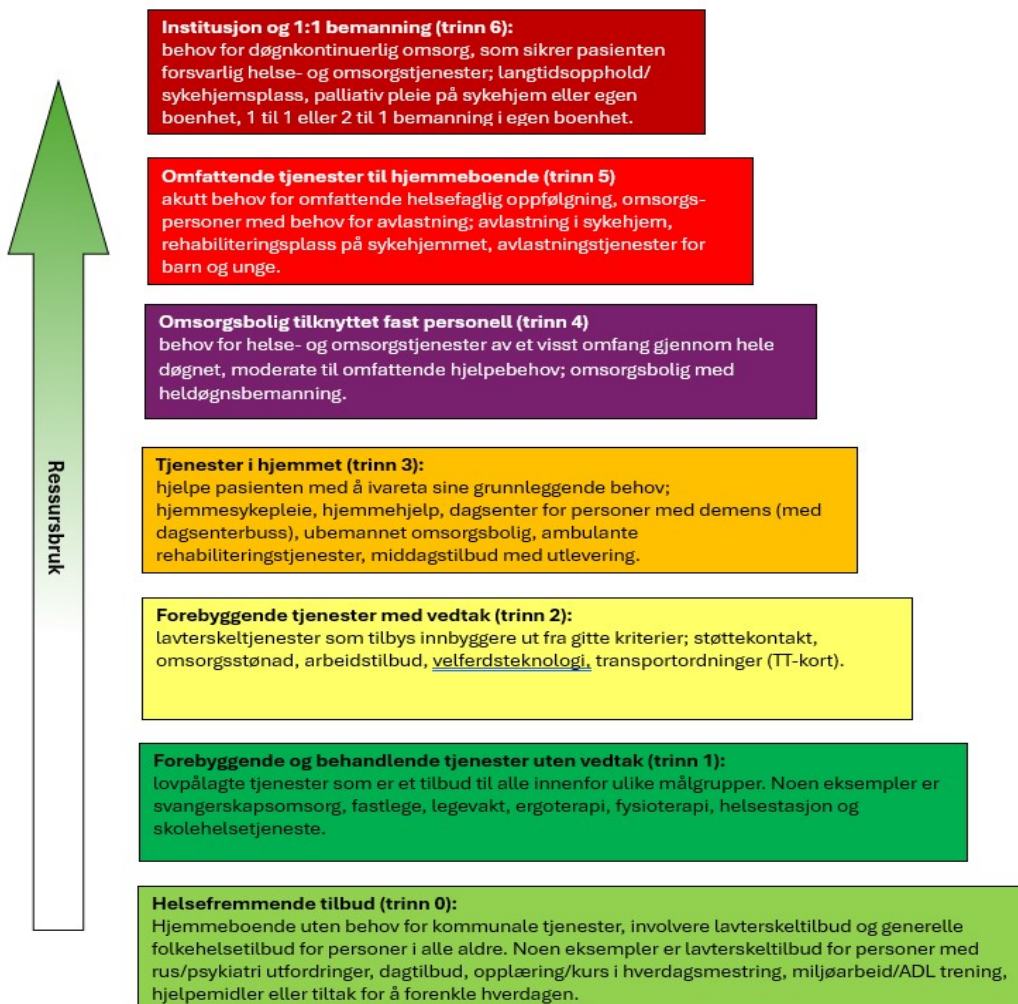 Institusjon og 1:1 bemanning (trinn 6):
behov for døgnkontinuerlig omsorg, som sikrer pasienten
forsvarlig helse- og omsorgstjenester; langtidsopphold/
sykehjemsplass, palliativ pleie på sykehjem eller egen
boenhet, 1 til 1 eller 2 til 1 bemanning i egen boenhet.
Omfattende tjenester til hjemmeboende (trinn 5)
akutt behov for omfattende helsefaglig oppfølgning, omsorgs-
personer med behov for avlastning; avlastning i sykehjem,
rehabiliteringsplass på sykehjemmet, avlastningstjenester for
barn og unge.
Omsorgsbolig tilknyttet fast personell (trinn 4)
behov for helse- og omsorgstjenester av et visst omfang gjennom hele
døgnet, moderate til omfattende hjelpebehov; omsorgsbolig med
heldøgnsbemanning.
Tjenester i hjemmet (trinn 3):
hjelpe pasienten med å ivareta sine grunnleggende behov;
hjemmesykepleie, hjemmehjelp, dagsenter for personer med demens (med
dagsenterbuss), ubemannet omsorgsbolig, ambulante
rehabiliteringstjenester, middagstilbud med utlevering.
Ressursbruk
Forebyggende tjenester med vedtak (trinn 2):
lavterskeltjenester som tilbys innbyggere ut fra gitte kriterier; støttekontakt,
omsorgsstønad, arbeidstilbud, velferdsteknologi, transportordninger (TT-kort).
Forebyggende og behandlende tjenester uten vedtak (trinn 1):
lovpålagte tjenester som er et tilbud til alle innenfor ulike målgrupper. Noen eksempler er
svangerskapsomsorg, fastlege, legevakt, ergoterapi, fysioterapi, helsestasjon og
skolehelsetjeneste.
Helsefremmende tilbud (trinn 0):
Hjemmeboende uten behov for kommunale tjenester, involvere lavterskeltilbud og generelle
folkehelsetilbud for personer i alle aldre. Noen eksempler er lavterskeltilbud for personer med
rus/psykiatri utfordringer, dagtilbud, opplæring/kurs i hverdagsmestring, miljøarbeid/ADL trening,
hjelpemidler eller tiltak for å forenkle hverdagen.